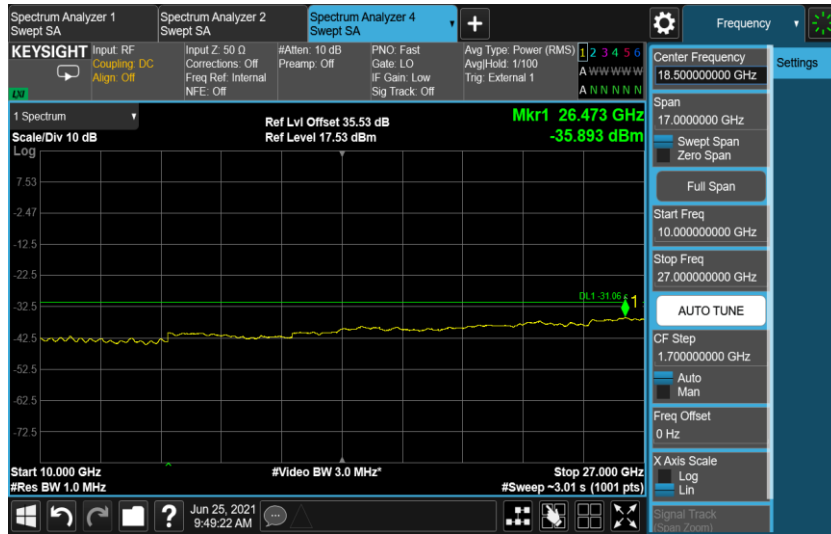 Spectrum Analyzer 1
Swept SA
Spectrum Analyzer 2
Swept SA
Spectrum Analyzer 4
Swept SA
Frequency
KEYSIGHT
LXI
Input: RF
Coupling: DC
Align: Off
Input Z: 50 Ω
Corrections: Off
Freq Ref: Internal
NFE: Off
#Atten: 10 dB
Preamp: Off
PNO: Fast
Gate: LO
IF Gain: Low
Sig Track: Off
Avg Type: Power (RMS)
Avg|Hold: 1/100
Trig: External 1
1 2 3 4 5 6
A W W W W W
A N N N N N
1 Spectrum
Scale/Div 10 dB
Log
Ref Lvl Offset 35.53 dB
Ref Level 17.53 dBm
Mkr1 26.473 GHz
-35.893 dBm
7.53
-2.47
-12.5
-22.5
-32.5
-42.5
-52.5
-62.5
-72.5
DL1 -31.06
1
Start 10.000 GHz
#Res BW 1.0 MHz
#Video BW 3.0 MHz*
Stop 27.000 GHz
#Sweep ~3.01 s (1001 pts)
Jun 25, 2021
9:49:22 AM
Center Frequency
18.500000000 GHz
Settings
Span
17.0000000 GHz
Swept Span
Zero Span
Full Span
Start Freq
10.000000000 GHz
Stop Freq
27.000000000 GHz
AUTO TUNE
CF Step
1.700000000 GHz
Auto
Man
Freq Offset
0 Hz
X Axis Scale
Log
Lin
Signal Track
(Span Zoom)